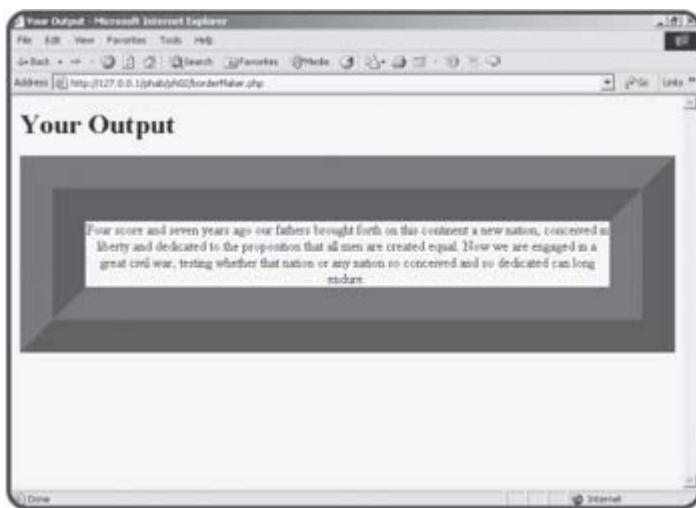 Your Output - Microsoft Internet Explorer
File Edit View Favorites Tools Help
Back Search Favorites Media
Address http://127.0.0.1/phab/ph02/borderMaker.php Go Links »
Your Output
Four score and seven years ago our fathers brought forth on this continent a new nation, conceived in
liberty and dedicated to the proposition that all men are created equal. Now we are engaged in a
great civil war, testing whether that nation or any nation so conceived and so dedicated can long
endure.
Done Internet